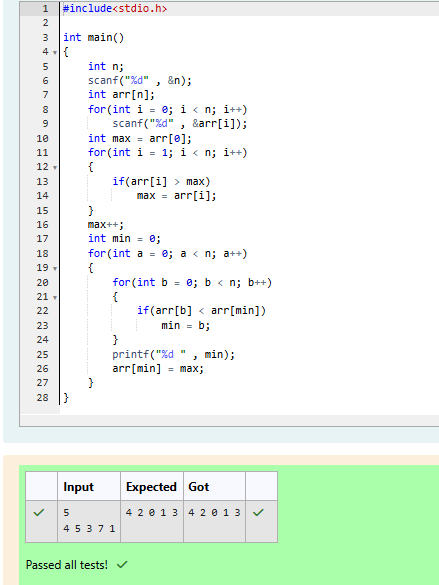 1 #include<stdio.h>
2
3 int main()
4 {
5     int n;
6     scanf("%d" , &n);
7     int arr[n];
8     for(int i = 0; i < n; i++)
9         scanf("%d" , &arr[i]);
10     int max = arr[0];
11     for(int i = 1; i < n; i++)
12     {
13         if(arr[i] > max)
14             max = arr[i];
15     }
16     max++;
17     int min = 0;
18     for(int a = 0; a < n; a++)
19     {
20         for(int b = 0; b < n; b++)
21         {
22             if(arr[b] < arr[min])
23                 min = b;
24         }
25         printf("%d " , min);
26         arr[min] = max;
27     }
28 }
Input Expected Got
5 4 2 0 1 3 4 2 0 1 3
4 5 3 7 1
Passed all tests!